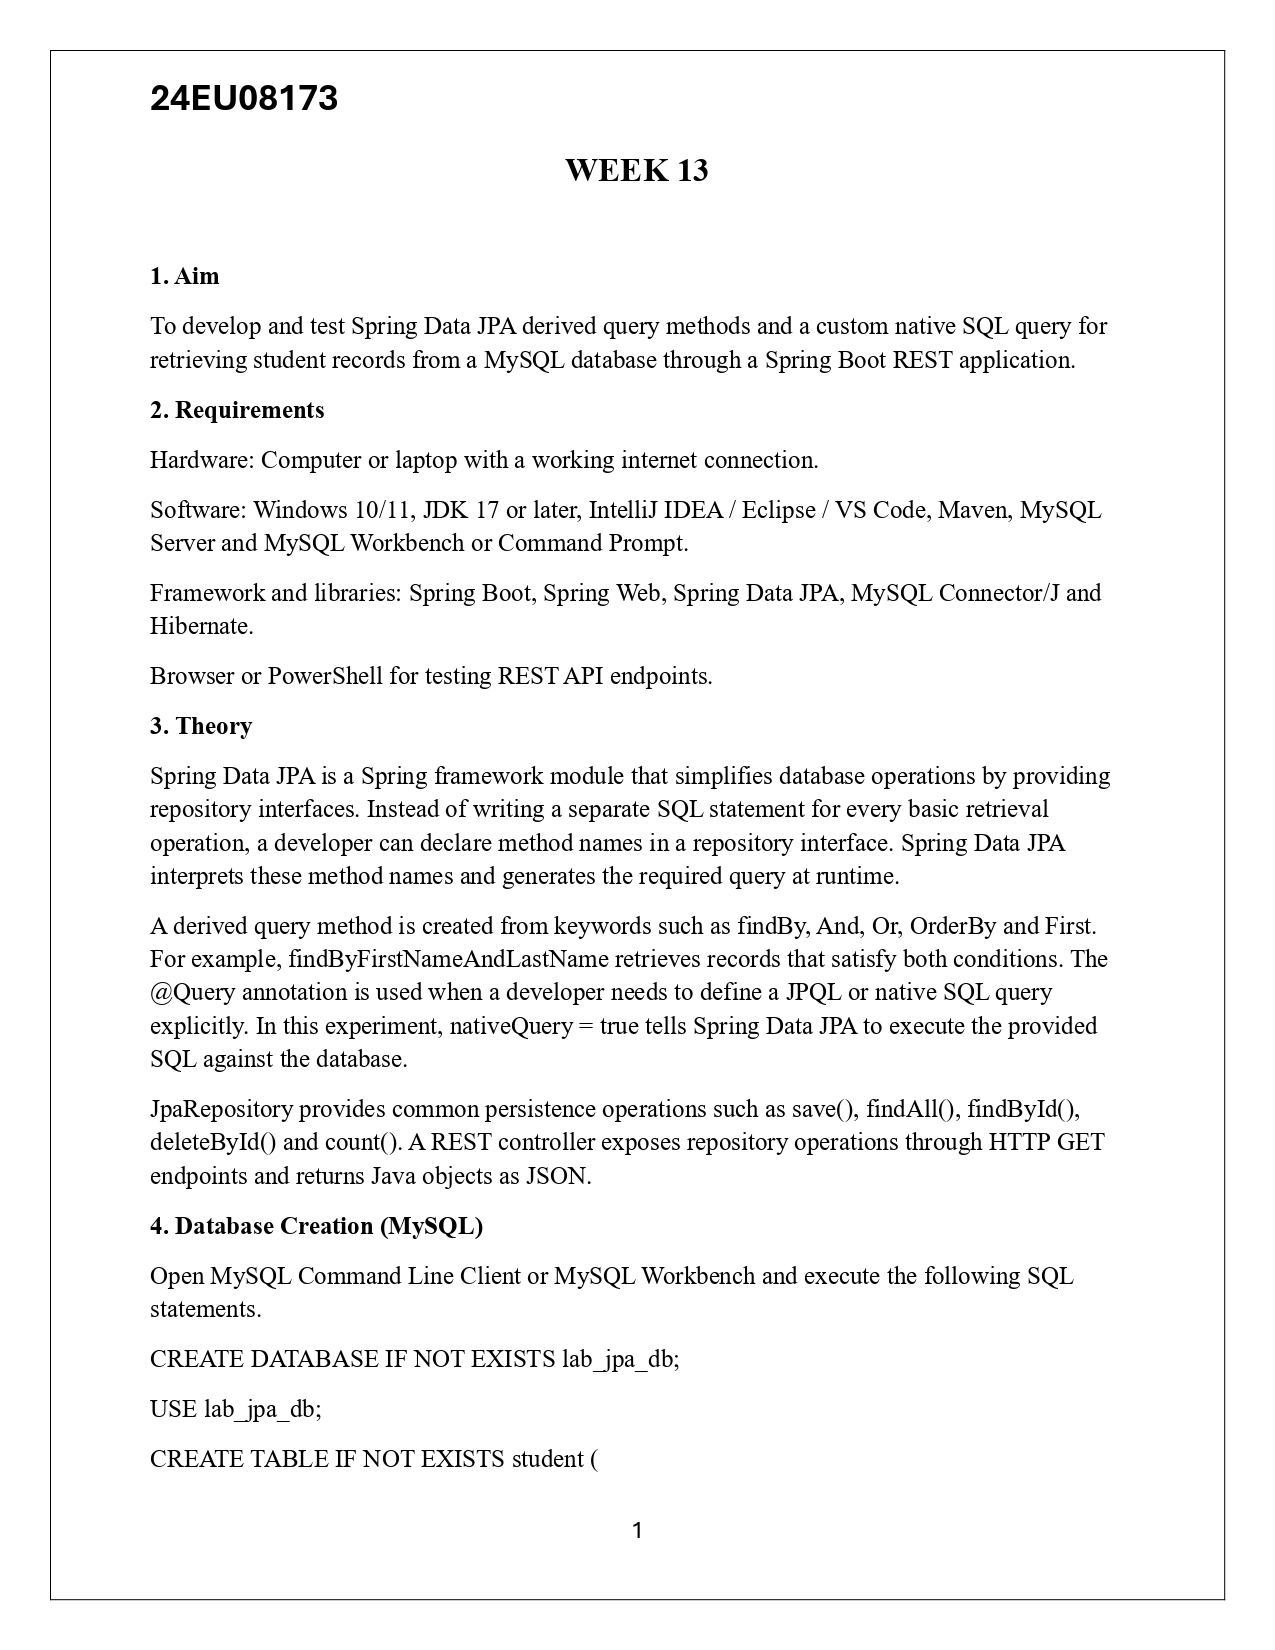 24EU08173
WEEK 13
1. Aim
To develop and test Spring Data JPA derived query methods and a custom native SQL query for
retrieving student records from a MySQL database through a Spring Boot REST application.
2. Requirements
Hardware: Computer or laptop with a working internet connection.
Software: Windows 10/11, JDK 17 or later, IntelliJ IDEA / Eclipse / VS Code, Maven, MySQL
Server and MySQL Workbench or Command Prompt.
Framework and libraries: Spring Boot, Spring Web, Spring Data JPA, MySQL Connector/J and
Hibernate.
Browser or PowerShell for testing REST API endpoints.
3. Theory
Spring Data JPA is a Spring framework module that simplifies database operations by providing
repository interfaces. Instead of writing a separate SQL statement for every basic retrieval
operation, a developer can declare method names in a repository interface. Spring Data JPA
interprets these method names and generates the required query at runtime.
A derived query method is created from keywords such as findBy, And, Or, OrderBy and First.
For example, findByFirstNameAndLastName retrieves records that satisfy both conditions. The
@Query annotation is used when a developer needs to define a JPQL or native SQL query
explicitly. In this experiment, nativeQuery = true tells Spring Data JPA to execute the provided
SQL against the database.
JpaRepository provides common persistence operations such as save(), findAll(), findById(),
deleteById() and count(). A REST controller exposes repository operations through HTTP GET
endpoints and returns Java objects as JSON.
4. Database Creation (MySQL)
Open MySQL Command Line Client or MySQL Workbench and execute the following SQL
statements.
CREATE DATABASE IF NOT EXISTS lab_jpa_db;
USE lab_jpa_db;
CREATE TABLE IF NOT EXISTS student (
1